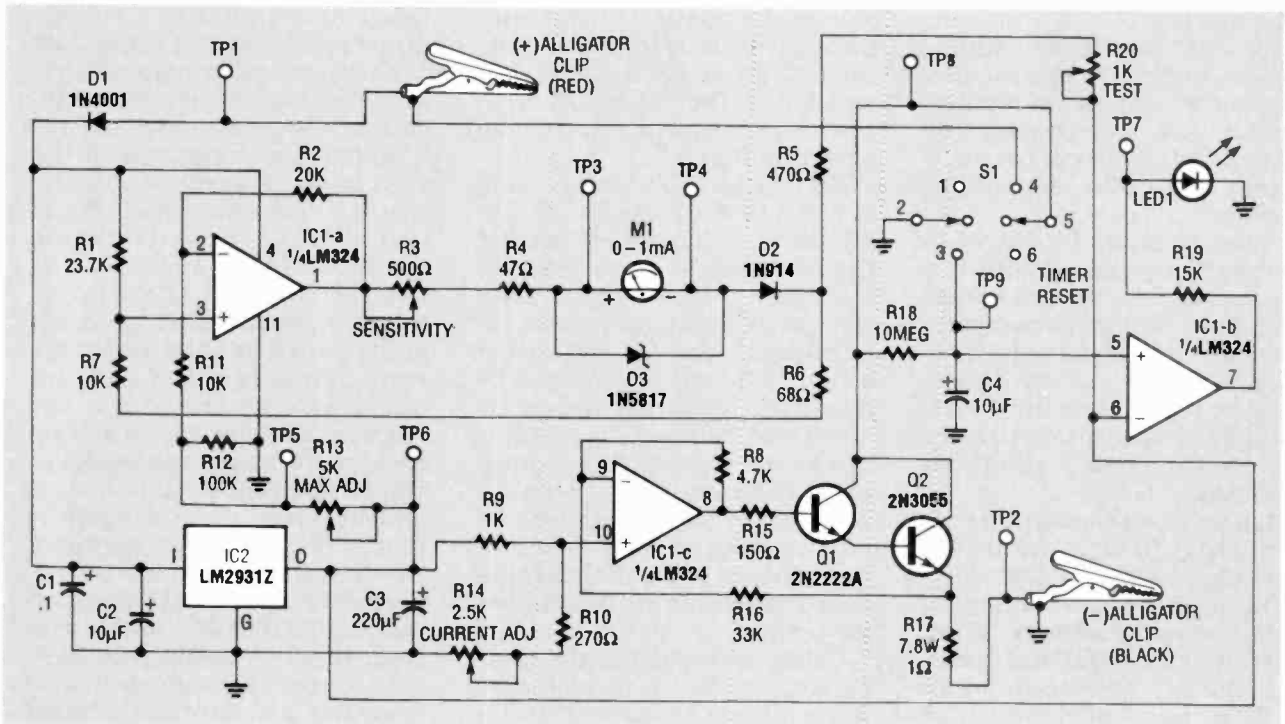 D1
1N4001
TP1
(+)ALLIGATOR
CLIP
(RED)
TP8
R20
1K
TEST
TP7
LED1
R2
20K
TP3
TP4
R5
470Ω
S1
1
4
2
5
3
6
R1
23.7K
2
–
4
IC1-a
¼LM324
1
3
+
11
R3
500Ω
SENSITIVITY
R4
47Ω
M1
0–1mA
+
–
D2
1N914
TIMER
RESET
TP9
R19
15K
R7
10K
R11
10K
D3
1N5817
R6
68Ω
R18
10MEG
5
+
IC1-b
¼LM324
7
6
–
+
C4
10µF
R12
100K
TP5
R13
5K
MAX ADJ
TP6
R9
1K
9
–
8
10
+
IC1-c
¼LM324
R8
4.7K
R15
150Ω
Q1
2N2222A
Q2
2N3055
TP2
(–)ALLIGATOR
CLIP
(BLACK)
I
IC2
LM2931Z
O
G
C1
.1
+
C2
10µF
+
C3
220µF
+
R14
2.5K
CURRENT ADJ
R10
270Ω
R16
33K
R17
7.8W
1Ω